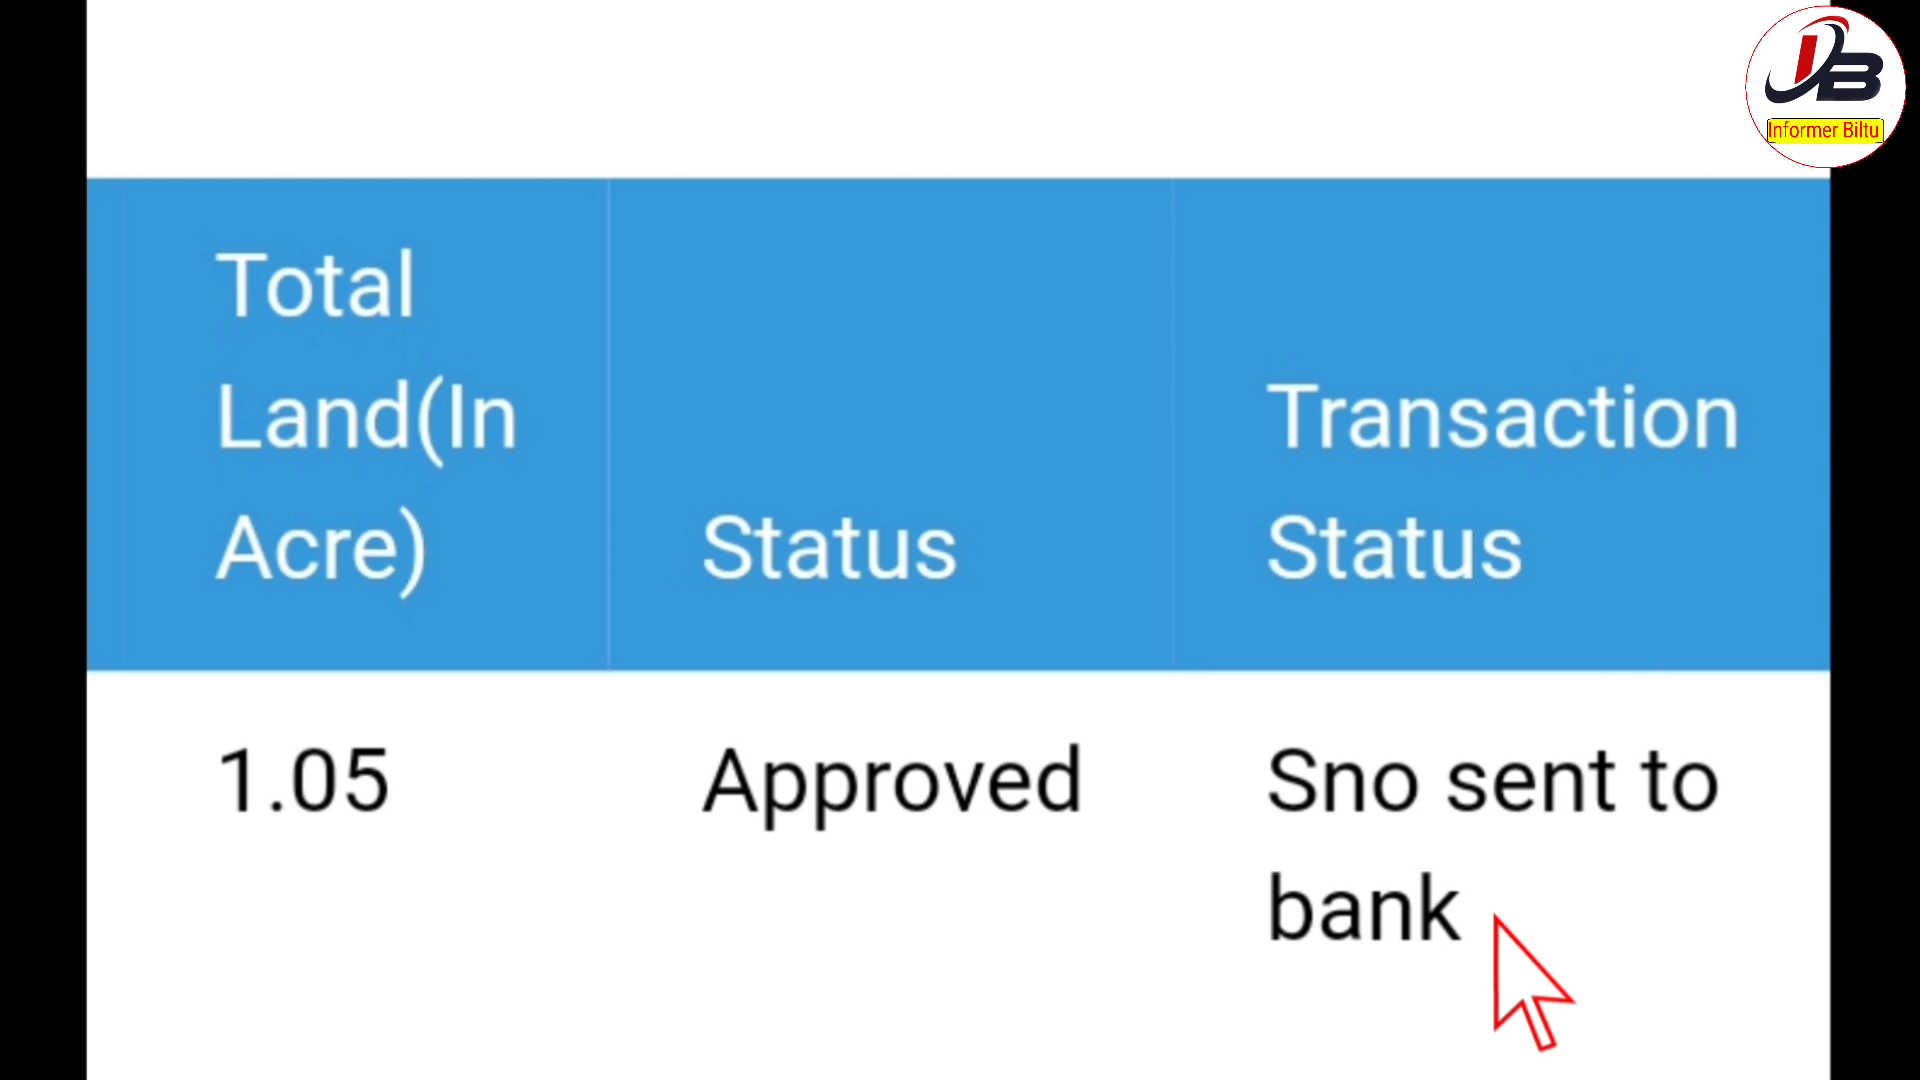 Informer Biltu
Total
Land(In
Acre)
Status
Transaction
Status
1.05
Approved
Sno sent to
bank